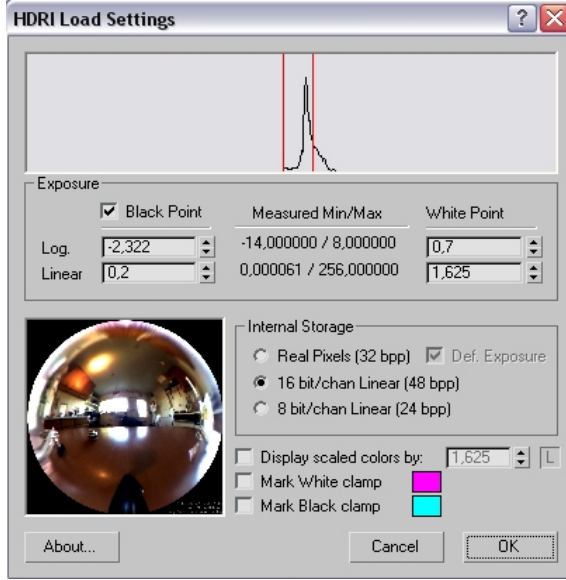 HDRI Load Settings
Exposure
Black Point Measured Min/Max White Point
Log. -2,322 -14,000000 / 8,000000 0,7
Linear 0,2 0,000061 / 256,000000 1,625
Internal Storage
Real Pixels (32 bpp) Def. Exposure
16 bit/chan Linear (48 bpp)
8 bit/chan Linear (24 bpp)
Display scaled colors by: 1,625 L
Mark White clamp
Mark Black clamp
About... Cancel OK